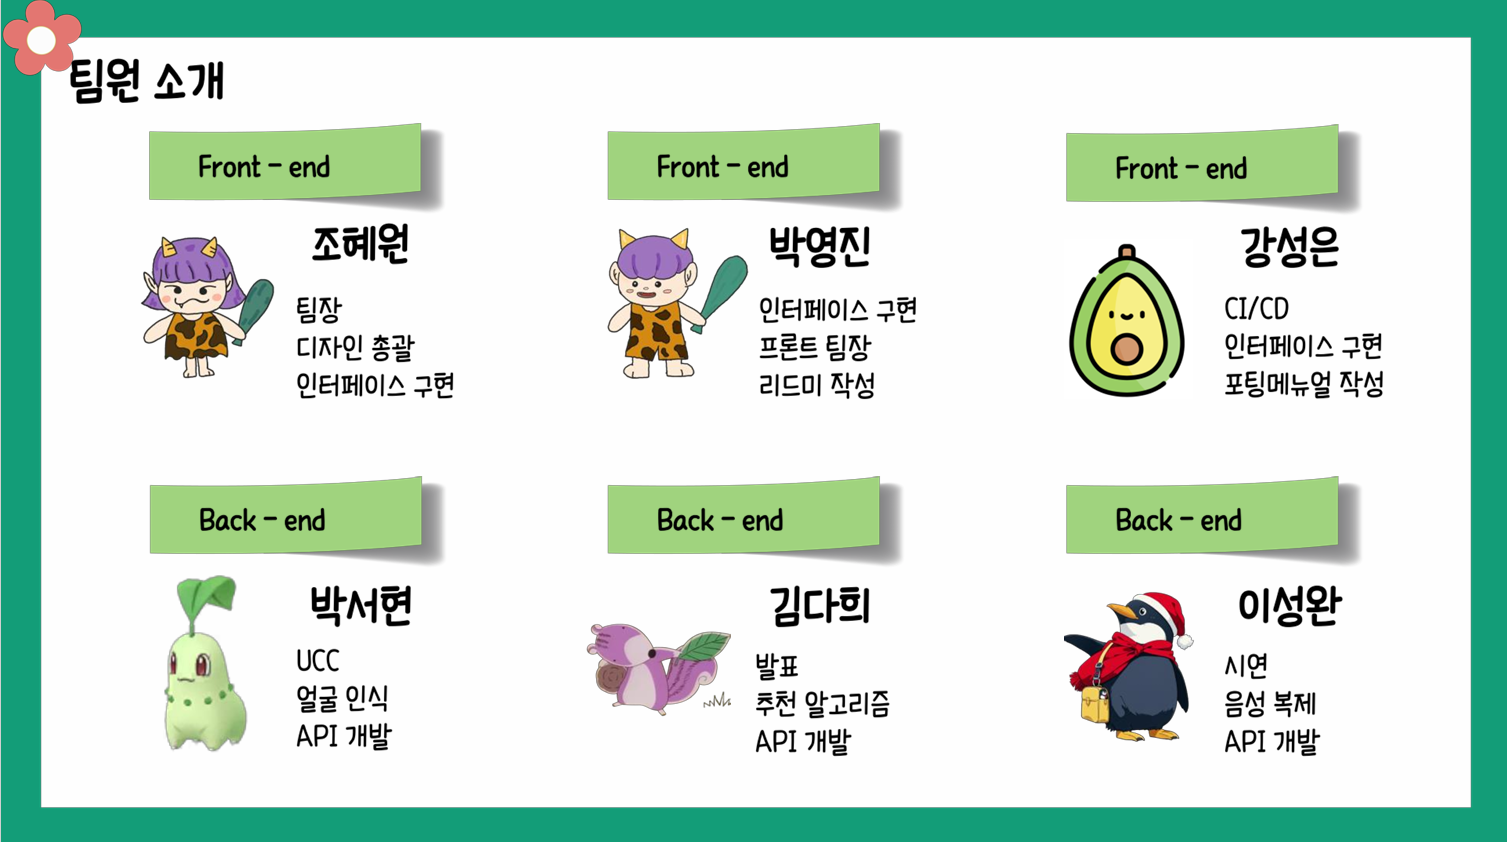 팀원 소개
Front - end
조혜원
팀장
디자인 총괄
인터페이스 구현
Front - end
박영진
인터페이스 구현
프론트 팀장
리드미 작성
Front - end
강성은
CI/CD
인터페이스 구현
포팅메뉴얼 작성
Back - end
박서현
UCC
얼굴 인식
API 개발
Back - end
김다희
발표
추천 알고리즘
API 개발
Back - end
이성완
시연
음성 복제
API 개발